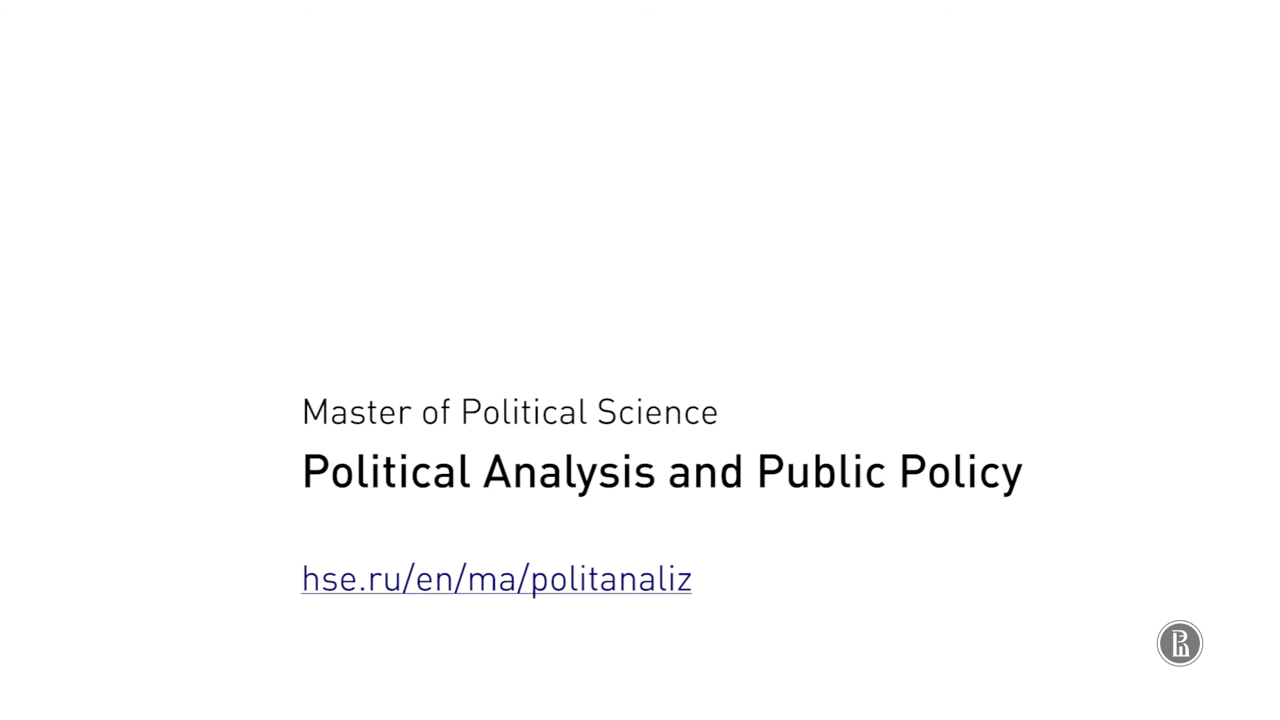 Master of Political Science
Political Analysis and Public Policy
hse.ru/en/ma/politanaliz